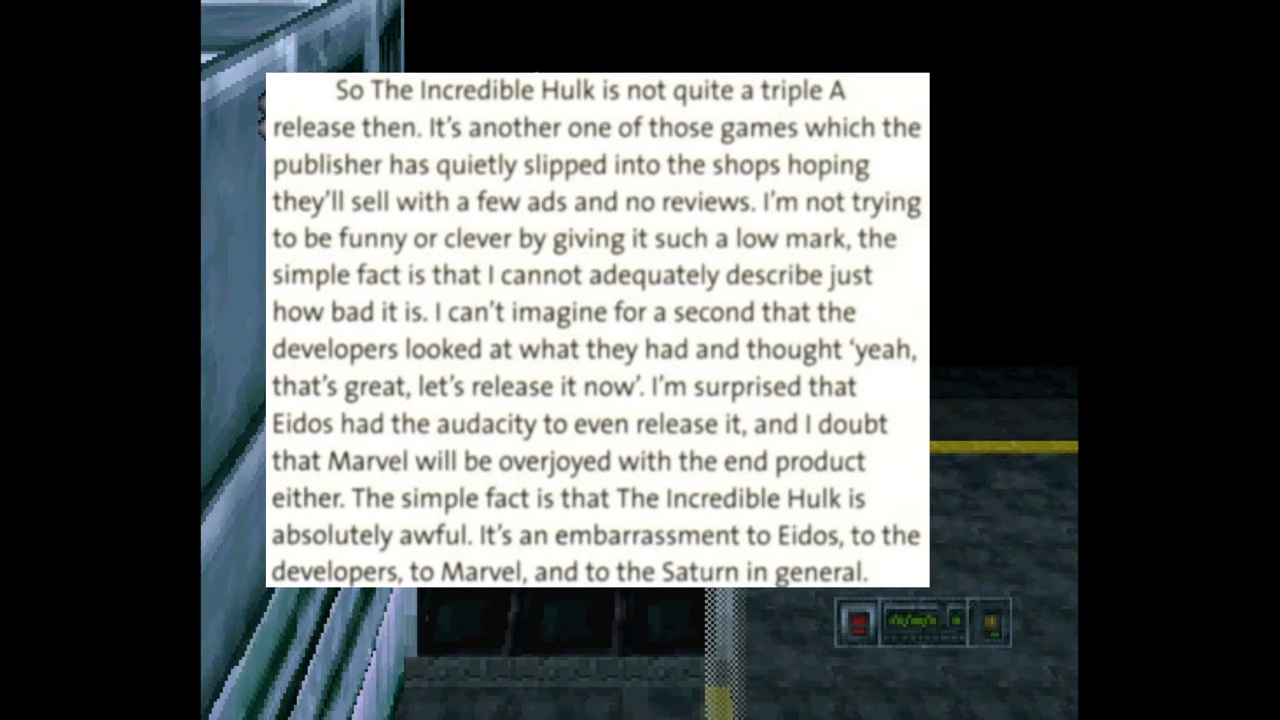 So The Incredible Hulk is not quite a triple A
release then. It's another one of those games which the
publisher has quietly slipped into the shops hoping
they'll sell with a few ads and no reviews. I'm not trying
to be funny or clever by giving it such a low mark, the
simple fact is that I cannot adequately describe just
how bad it is. I can't imagine for a second that the
developers looked at what they had and thought ‘yeah,
that's great, let's release it now’. I'm surprised that
Eidos had the audacity to even release it, and I doubt
that Marvel will be overjoyed with the end product
either. The simple fact is that The Incredible Hulk is
absolutely awful. It's an embarrassment to Eidos, to the
developers, to Marvel, and to the Saturn in general.